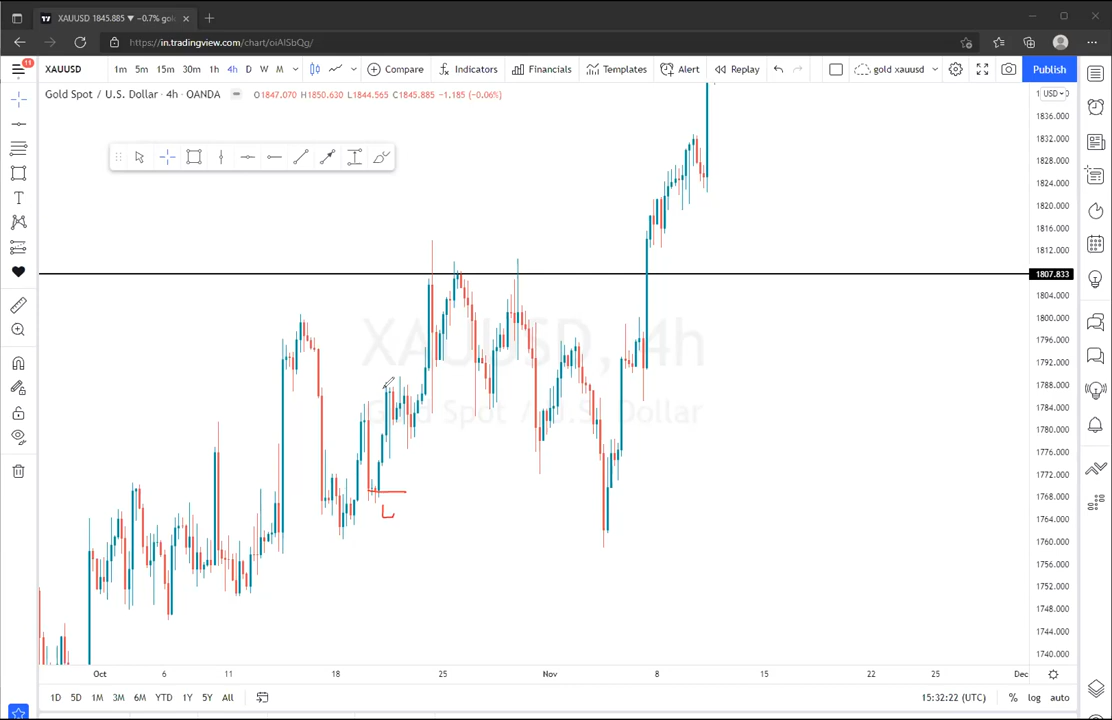 XAUUSD 1845.885 ▼ −0.7% gol
https://in.tradingview.com/chart/oiAISbQg/
11
XAUUSD 1m 5m 15m 30m 1h 4h D W M Compare Indicators Financials Templates Alert Replay gold xauusd Publish
Gold Spot / U.S. Dollar · 4h · OANDA O1847.070 H1850.630 L1844.565 C1845.885 −1.185 (−0.06%)
USD
1836.000
1832.000
1828.000
1824.000
1820.000
1816.000
1812.000
1807.833
1804.000
1800.000
1796.000
1792.000
1788.000
1784.000
1780.000
1776.000
1772.000
1768.000
1764.000
1760.000
1756.000
1752.000
1748.000
1744.000
1740.000
XAUUSD, 4h
Gold Spot / U.S. Dollar
L
Oct 6 11 18 25 Nov 8 15 22 25 Dec
1D 5D 1M 3M 6M YTD 1Y 5Y All 15:32:22 (UTC) % log auto